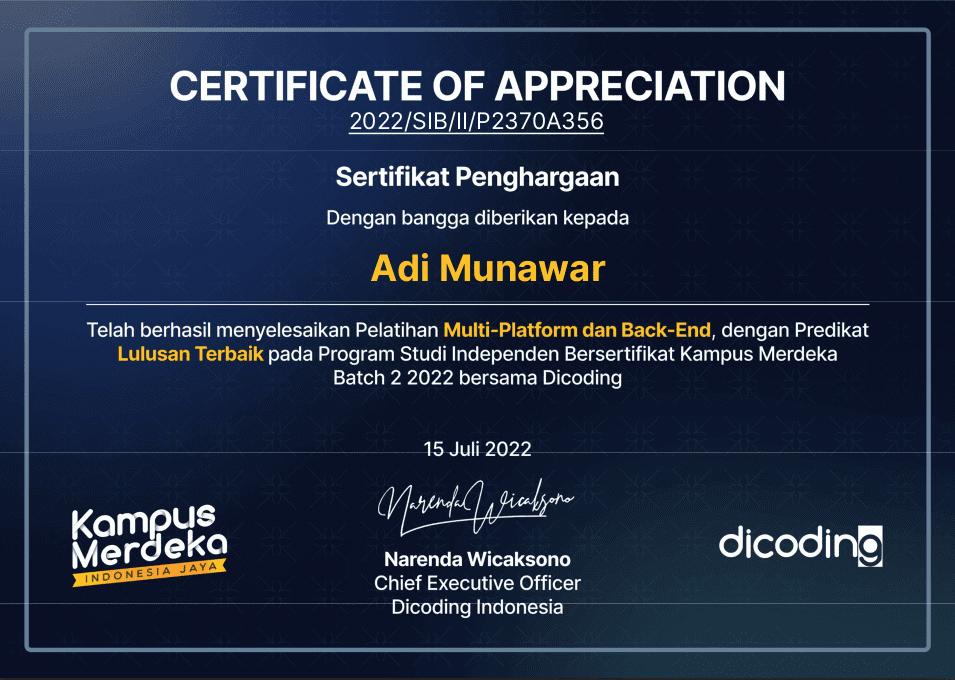 CERTIFICATE OF APPRECIATION
2022/SIB/II/P2370A356
Sertifikat Penghargaan
Dengan bangga diberikan kepada
Adi Munawar
Telah berhasil menyelesaikan Pelatihan Multi-Platform dan Back-End, dengan Predikat
Lulusan Terbaik pada Program Studi Independen Bersertifikat Kampus Merdeka
Batch 2 2022 bersama Dicoding
15 Juli 2022
Narenda Wicaksono
Narenda Wicaksono
Chief Executive Officer
Dicoding Indonesia
Kampus
Merdeka
INDONESIA JAYA
dicoding